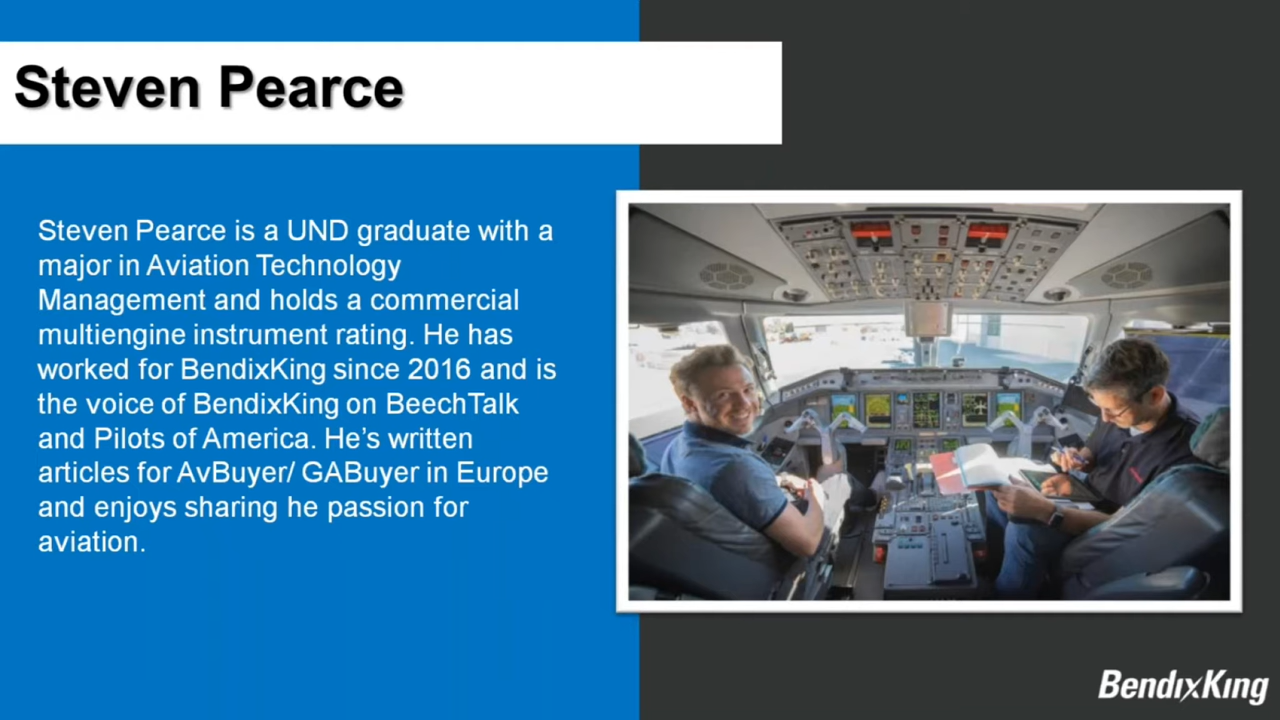 Steven Pearce
Steven Pearce is a UND graduate with a
major in Aviation Technology
Management and holds a commercial
multiengine instrument rating. He has
worked for BendixKing since 2016 and is
the voice of BendixKing on BeechTalk
and Pilots of America. He’s written
articles for AvBuyer/ GABuyer in Europe
and enjoys sharing he passion for
aviation.
BendixKing